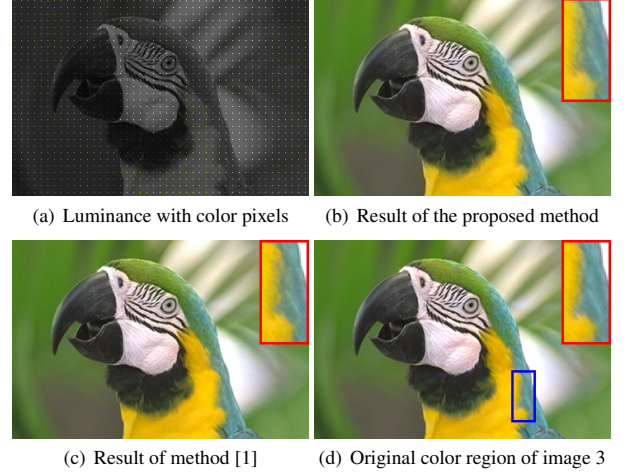 (a) Luminance with color pixels
(b) Result of the proposed method
(c) Result of method [1]
(d) Original color region of image 3